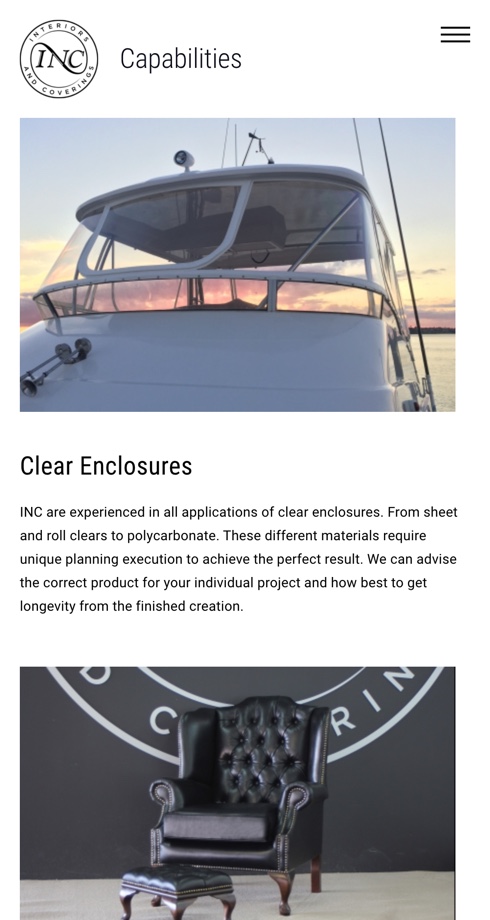 INTERIORS
INC
AND COVERINGS
Capabilities
Clear Enclosures
INC are experienced in all applications of clear enclosures. From sheet
and roll clears to polycarbonate. These different materials require
unique planning execution to achieve the perfect result. We can advise
the correct product for your individual project and how best to get
longevity from the finished creation.
D C RIN